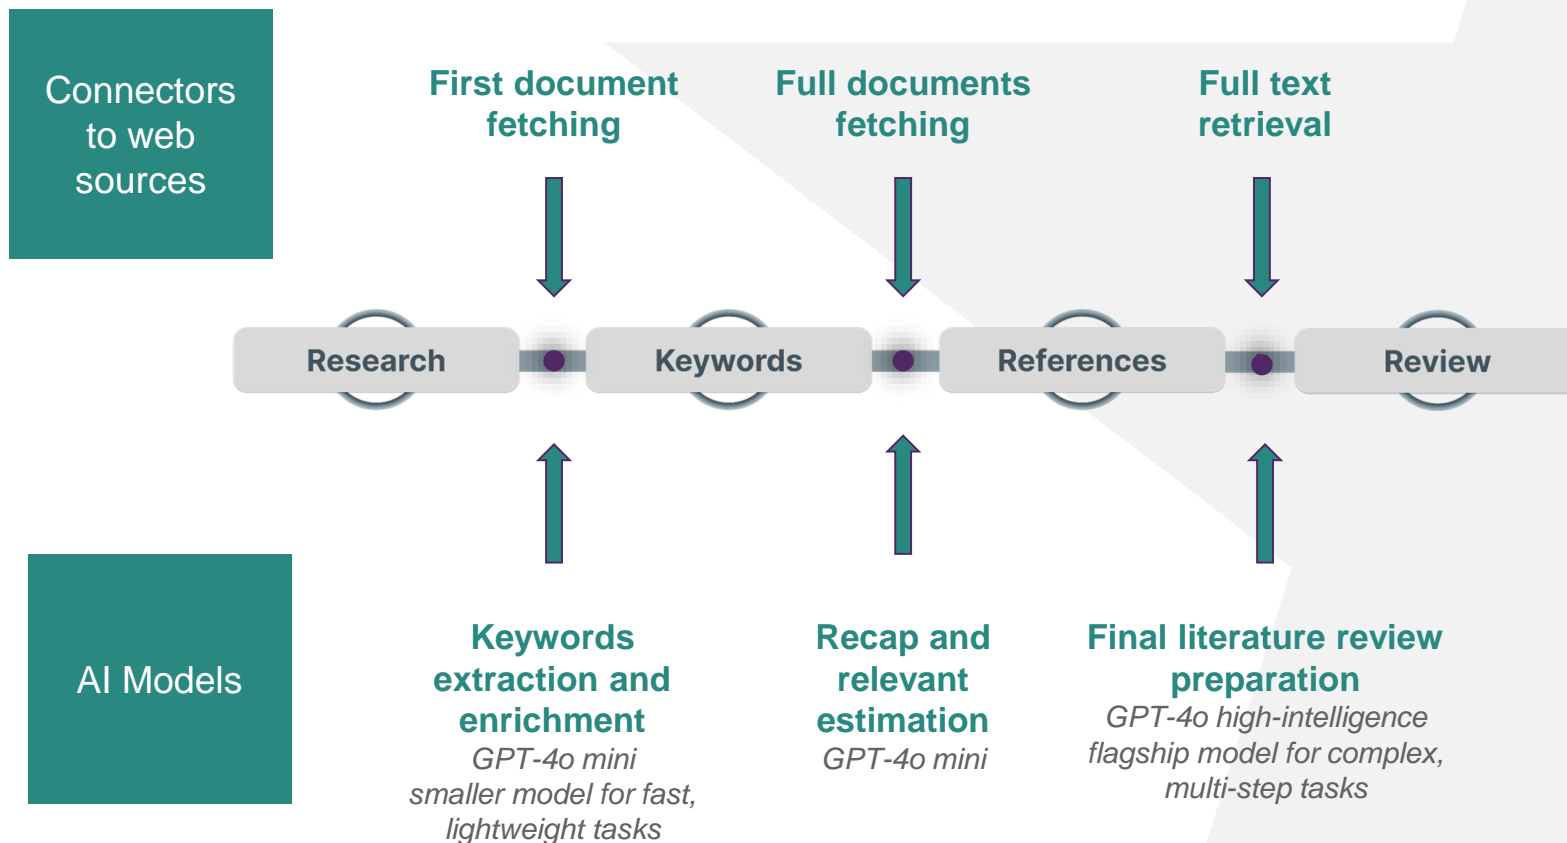 Connectors
to web
sources
First document
fetching
Full documents
fetching
Full text
retrieval
Research
Keywords
References
Review
AI Models
Keywords
extraction and
enrichment
GPT-4o mini
smaller model for fast,
lightweight tasks
Recap and
relevant
estimation
GPT-4o mini
Final literature review
preparation
GPT-4o high-intelligence
flagship model for complex,
multi-step tasks